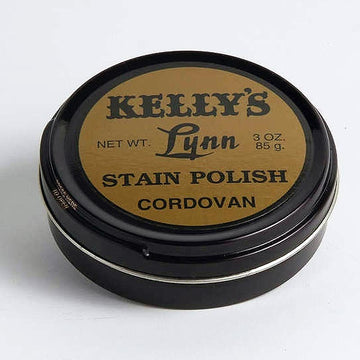 KELLY'S
NET WT. Lynn 3 OZ.
85 g.
STAIN POLISH
CORDOVAN